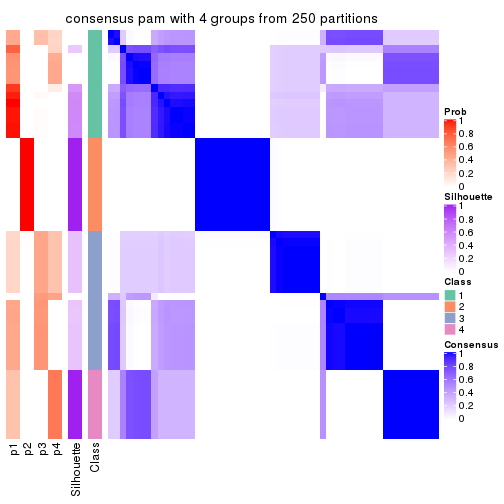 consensus pam with 4 groups from 250 partitions
Prob
1
0.8
0.6
0.4
0.2
0
Silhouette
1
0.8
0.6
0.4
0.2
0
Class
1
2
3
4
Consensus
1
0.8
0.6
0.4
0.2
0
p1
p2
p3
p4
Silhouette
Class